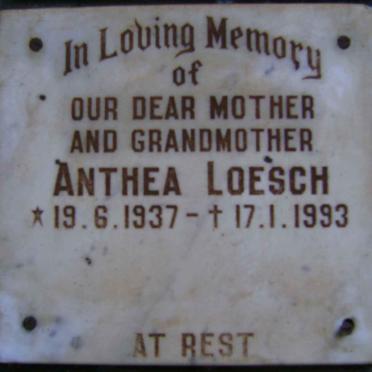 In Loving Memory
of
OUR DEAR MOTHER
AND GRANDMOTHER
ANTHEA LOESCH
* 19.6.1937 - † 17.1.1993
AT REST